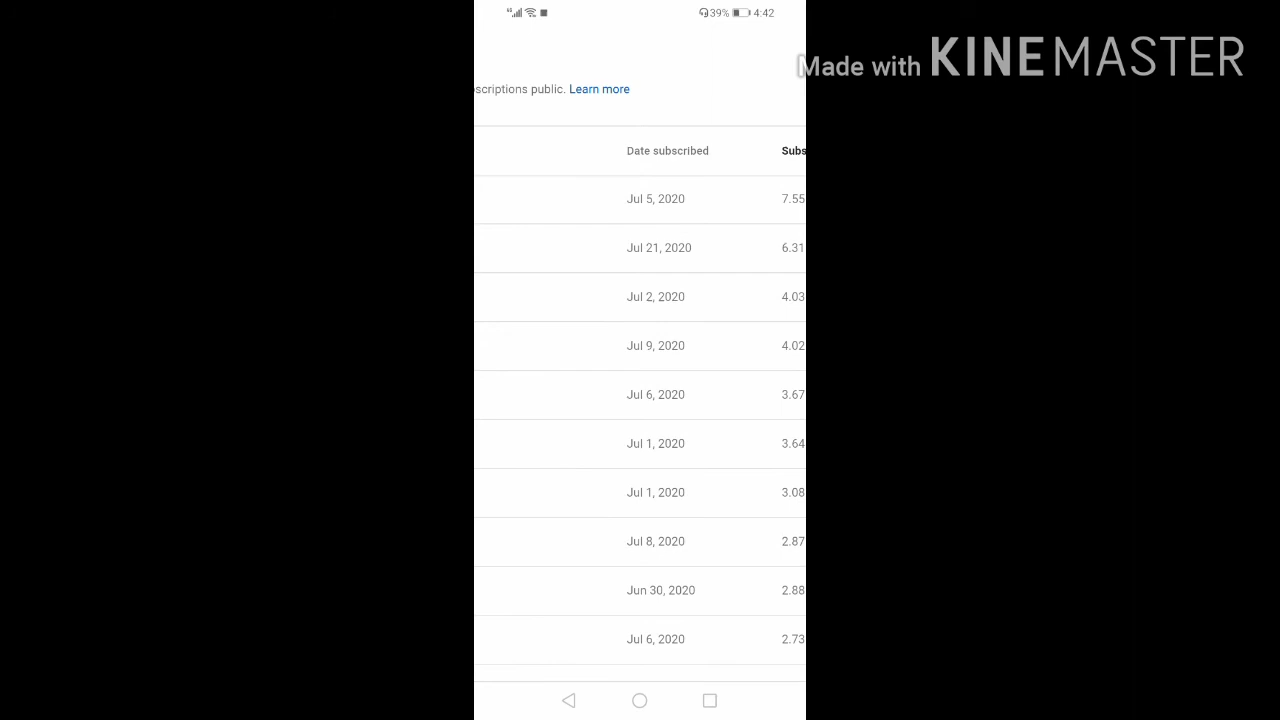 39% 4:42
Made with KINEMASTER
scriptions public. Learn more
Date subscribed Subs
Jul 5, 2020 7.55
Jul 21, 2020 6.31
Jul 2, 2020 4.03
Jul 9, 2020 4.02
Jul 6, 2020 3.67
Jul 1, 2020 3.64
Jul 1, 2020 3.08
Jul 8, 2020 2.87
Jun 30, 2020 2.88
Jul 6, 2020 2.73